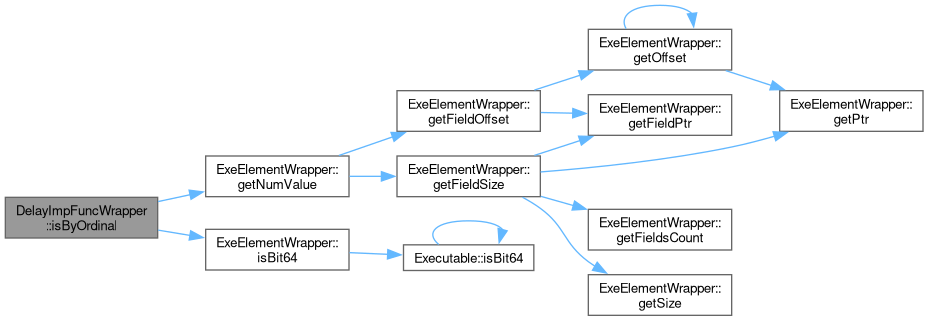 DelayImpFuncWrapper
::isByOrdinal
ExeElementWrapper::
getNumValue
ExeElementWrapper::
getFieldOffset
ExeElementWrapper::
getOffset
ExeElementWrapper::
getPtr
ExeElementWrapper::
getFieldPtr
ExeElementWrapper::
getFieldSize
ExeElementWrapper::
getFieldsCount
ExeElementWrapper::
getSize
ExeElementWrapper::
isBit64
Executable::isBit64